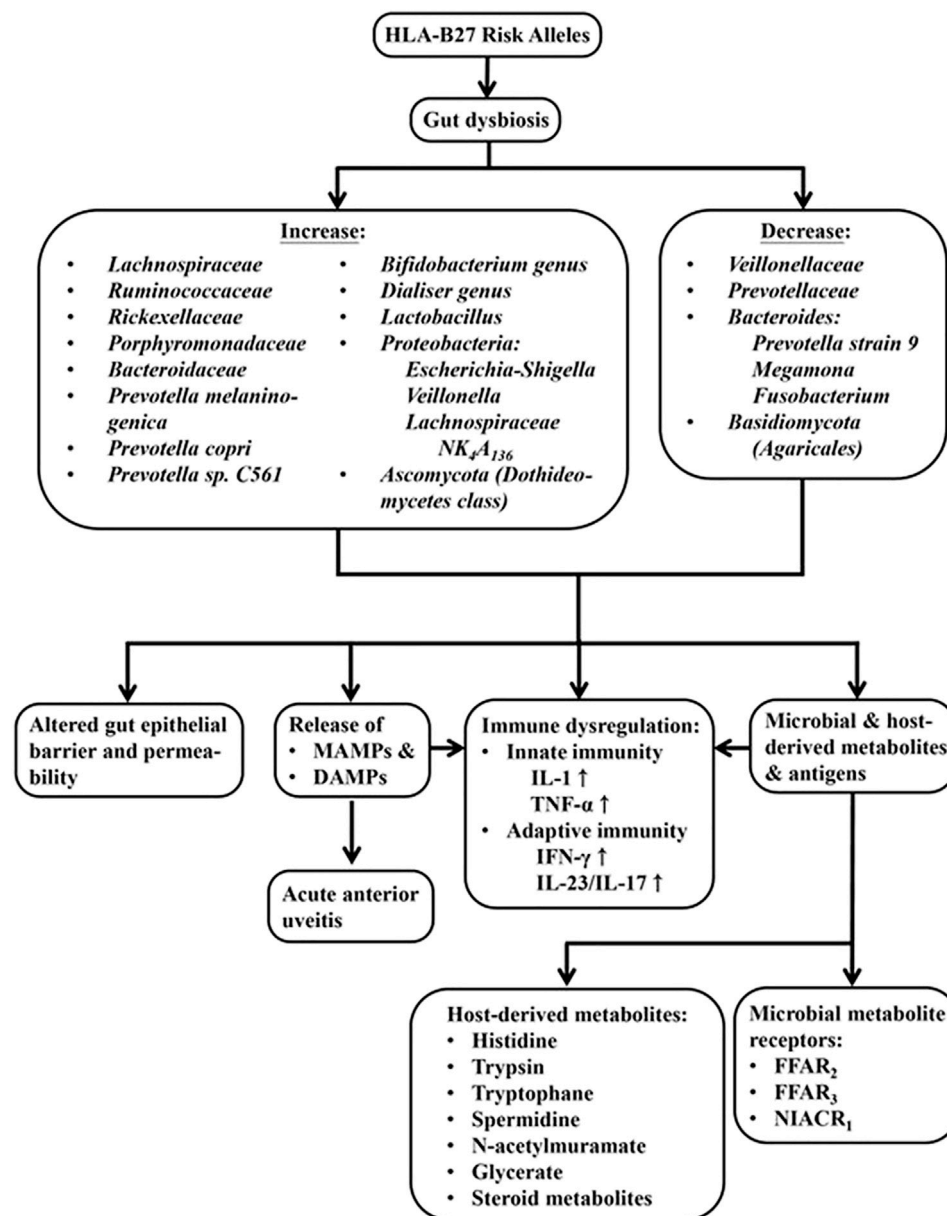 HLA-B27 Risk Alleles
Gut dysbiosis
Increase:
• Lachnospiraceae
• Ruminococcaceae
• Rickexellaceae
• Porphyromonadaceae
• Bacteroidaceae
• Prevotella melanino-
genica
• Prevotella copri
• Prevotella sp. C561
• Bifidobacterium genus
• Dialiser genus
• Lactobacillus
• Proteobacteria:
Escherichia-Shigella
Veillonella
Lachnospiraceae
NK₄A₁₃₆
• Ascomycota (Dothideo-
mycetes class)
Decrease:
• Veillonellaceae
• Prevotellaceae
• Bacteroides:
Prevotella strain 9
Megamona
Fusobacterium
• Basidiomycota
(Agaricales)
Altered gut epithelial
barrier and permea-
bility
Release of
• MAMPs &
• DAMPs
Immune dysregulation:
• Innate immunity
IL-1 ↑
TNF-α ↑
• Adaptive immunity
IFN-γ ↑
IL-23/IL-17 ↑
Microbial & host-
derived metabolites
& antigens
Acute anterior
uveitis
Host-derived metabolites:
• Histidine
• Trypsin
• Tryptophane
• Spermidine
• N-acetylmuramate
• Glycerate
• Steroid metabolites
Microbial metabolite
receptors:
• FFAR₂
• FFAR₃
• NIACR₁